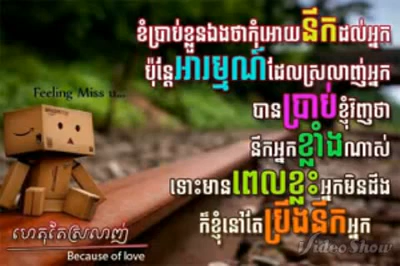 ខំប្រាប់ខ្លួនឯងថាកុំអោយនឹកដល់អ្នក
ប៉ុន្តែអារម្មណ៍ដែលស្រលាញ់អ្នក
Feeling Miss u...
បានប្រាប់ខ្ញុំវិញថា
នឹកអ្នកខ្លាំងណាស់
ទោះមានពេលខ្លះអ្នកមិនដឹង
ក៏ខ្ញុំនៅតែប្រឹងនឹកអ្នក
ហេតុតែស្រលាញ់
Because of love
VideoShow